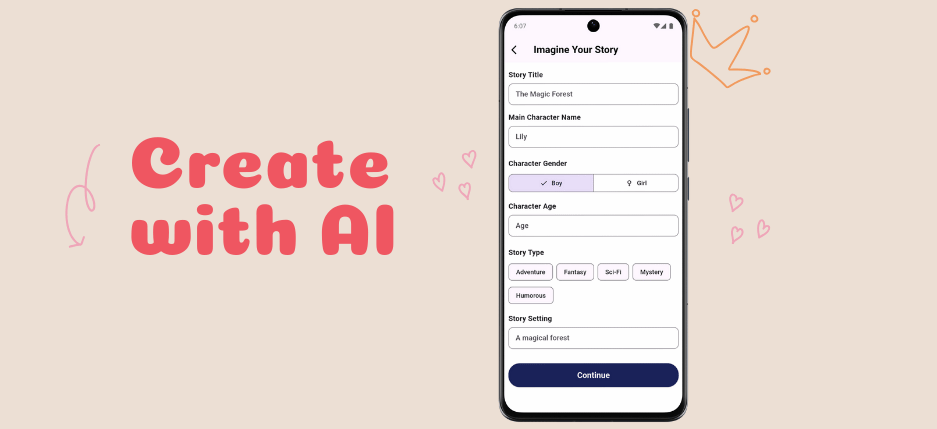 Create
with AI
6:07
Imagine Your Story
Story Title
The Magic Forest
Main Character Name
Lily
Character Gender
Boy Girl
Character Age
Age
Story Type
Adventure Fantasy Sci-Fi Mystery
Humorous
Story Setting
A magical forest
Continue